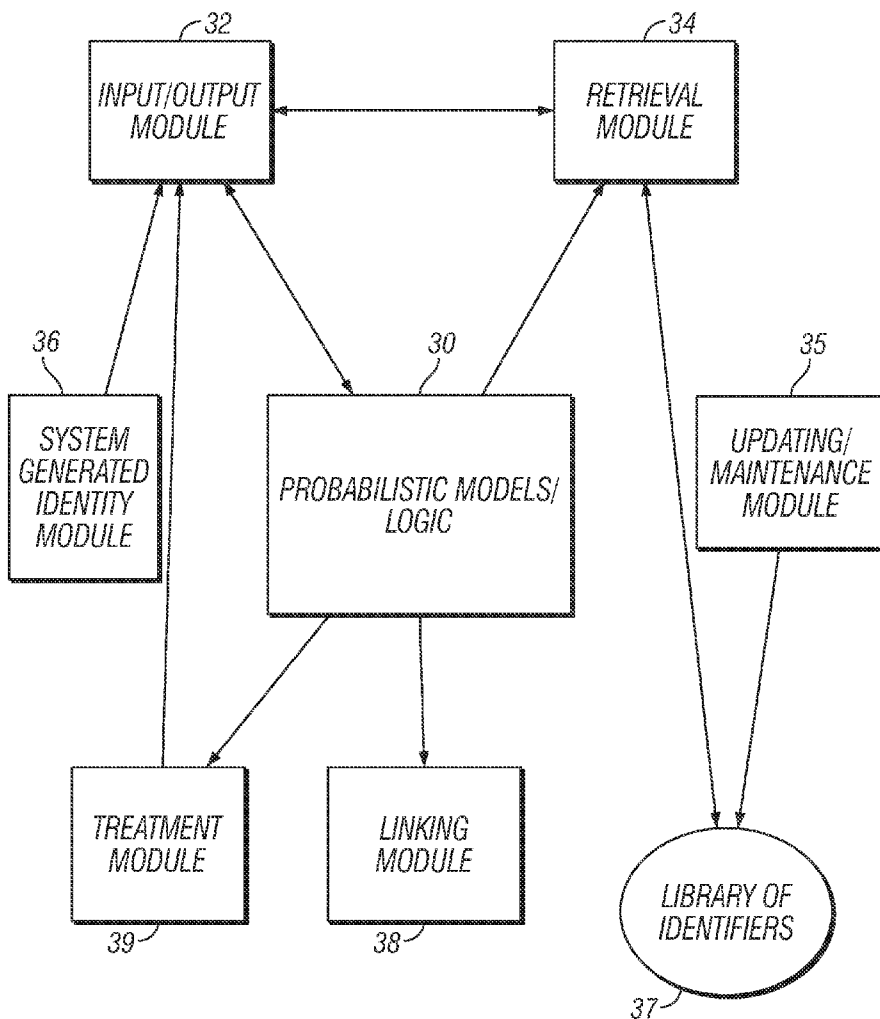 32
INPUT/OUTPUT
MODULE
34
RETRIEVAL
MODULE
36
SYSTEM
GENERATED
IDENTITY
MODULE
30
PROBABILISTIC MODELS/
LOGIC
35
UPDATING/
MAINTENANCE
MODULE
TREATMENT
MODULE
39
LINKING
MODULE
38
LIBRARY OF
IDENTIFIERS
37